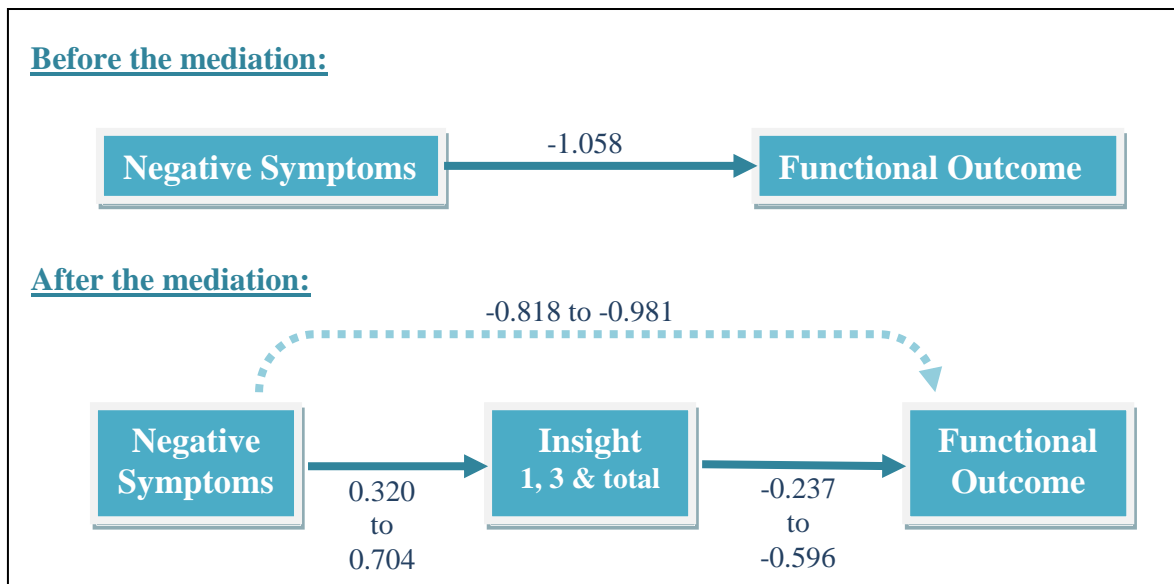 Before the mediation:
-1.058
Negative Symptoms
Functional Outcome
After the mediation:
-0.818 to -0.981
Negative
Symptoms
Insight
1, 3 & total
Functional
Outcome
0.320
to
0.704
-0.237
to
-0.596